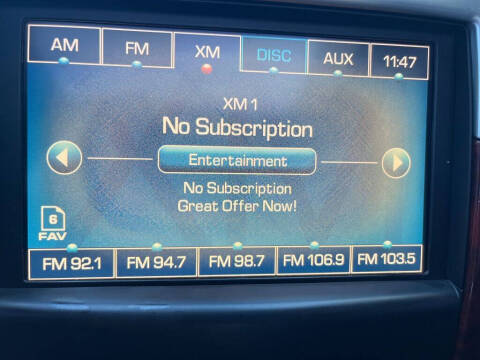 AM FM XM DISC AUX 11:47
XM 1
No Subscription
Entertainment
No Subscription
Great Offer Now!
6
FAV
FM 92.1 FM 94.7 FM 98.7 FM 106.9 FM 103.5